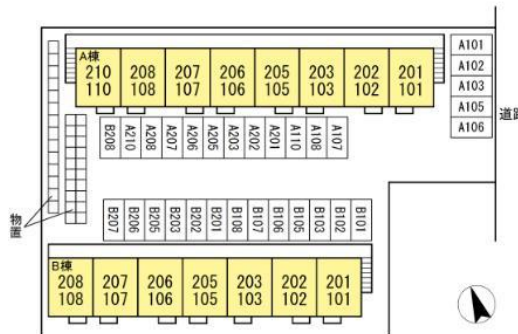 A棟
210 208 207 206 205 203 202 201
110 108 107 106 105 103 102 101
A101
A102
A103
A105
A106
道路
B208 A210 A208 A207 A206 A205 A203 A202 A201 A110 A108 A107
物置
B207 B206 B205 B203 B202 B201 B108 B107 B106 B105 B103 B102 B101
B棟
208 207 206 205 203 202 201
108 107 106 105 103 102 101